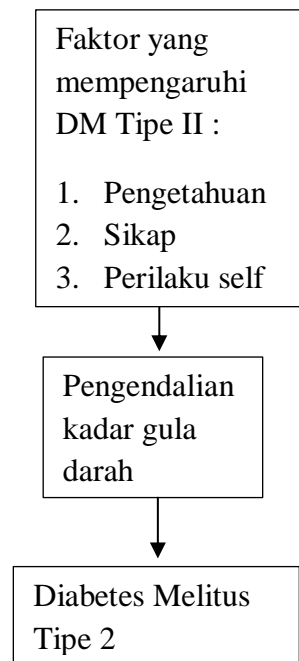 Faktor yang
mempengaruhi
DM Tipe II :
1. Pengetahuan
2. Sikap
3. Perilaku self
Pengendalian
kadar gula
darah
Diabetes Melitus
Tipe 2